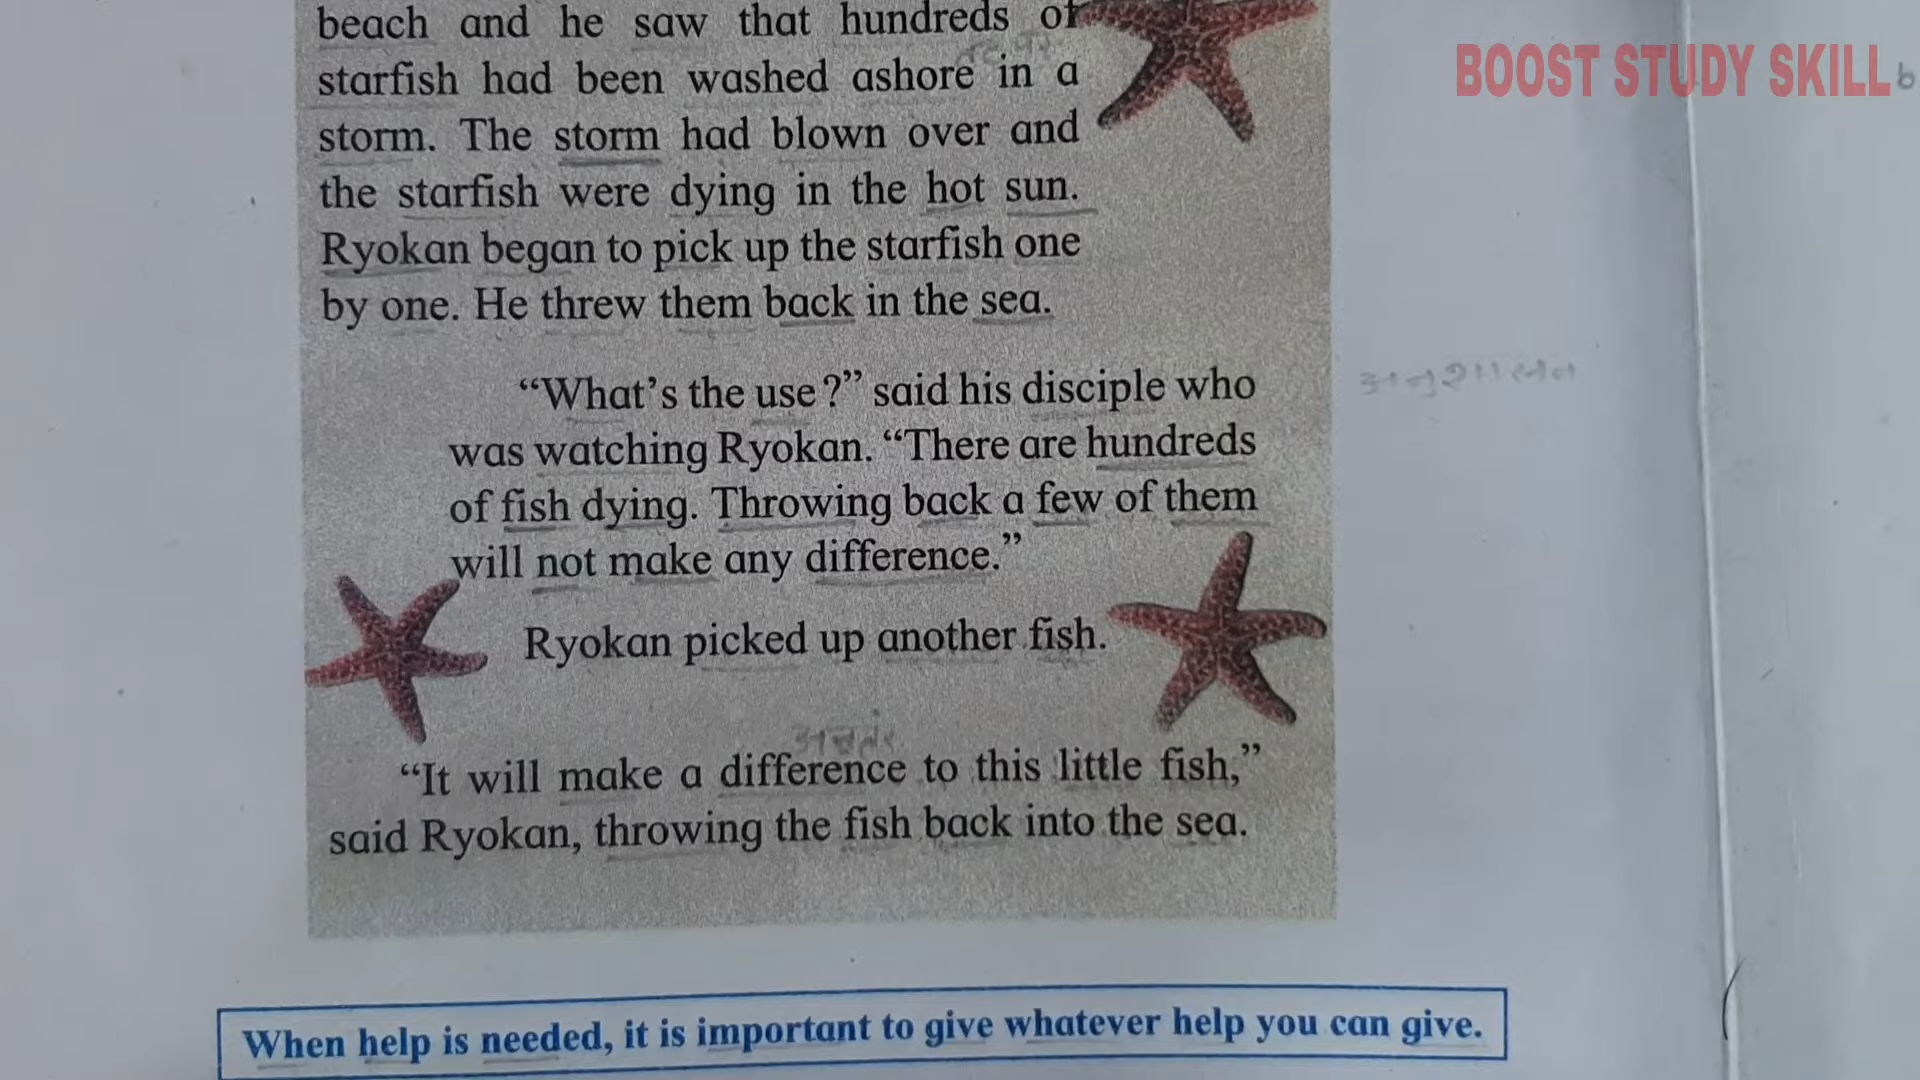 beach and he saw that hundreds of
starfish had been washed ashore in a
storm. The storm had blown over and
the starfish were dying in the hot sun.
Ryokan began to pick up the starfish one
by one. He threw them back in the sea.
“What’s the use?” said his disciple who
was watching Ryokan. “There are hundreds
of fish dying. Throwing back a few of them
will not make any difference.”
Ryokan picked up another fish.
“It will make a difference to this little fish,”
said Ryokan, throwing the fish back into the sea.
When help is needed, it is important to give whatever help you can give.
BOOST STUDY SKILL
अनुशासन